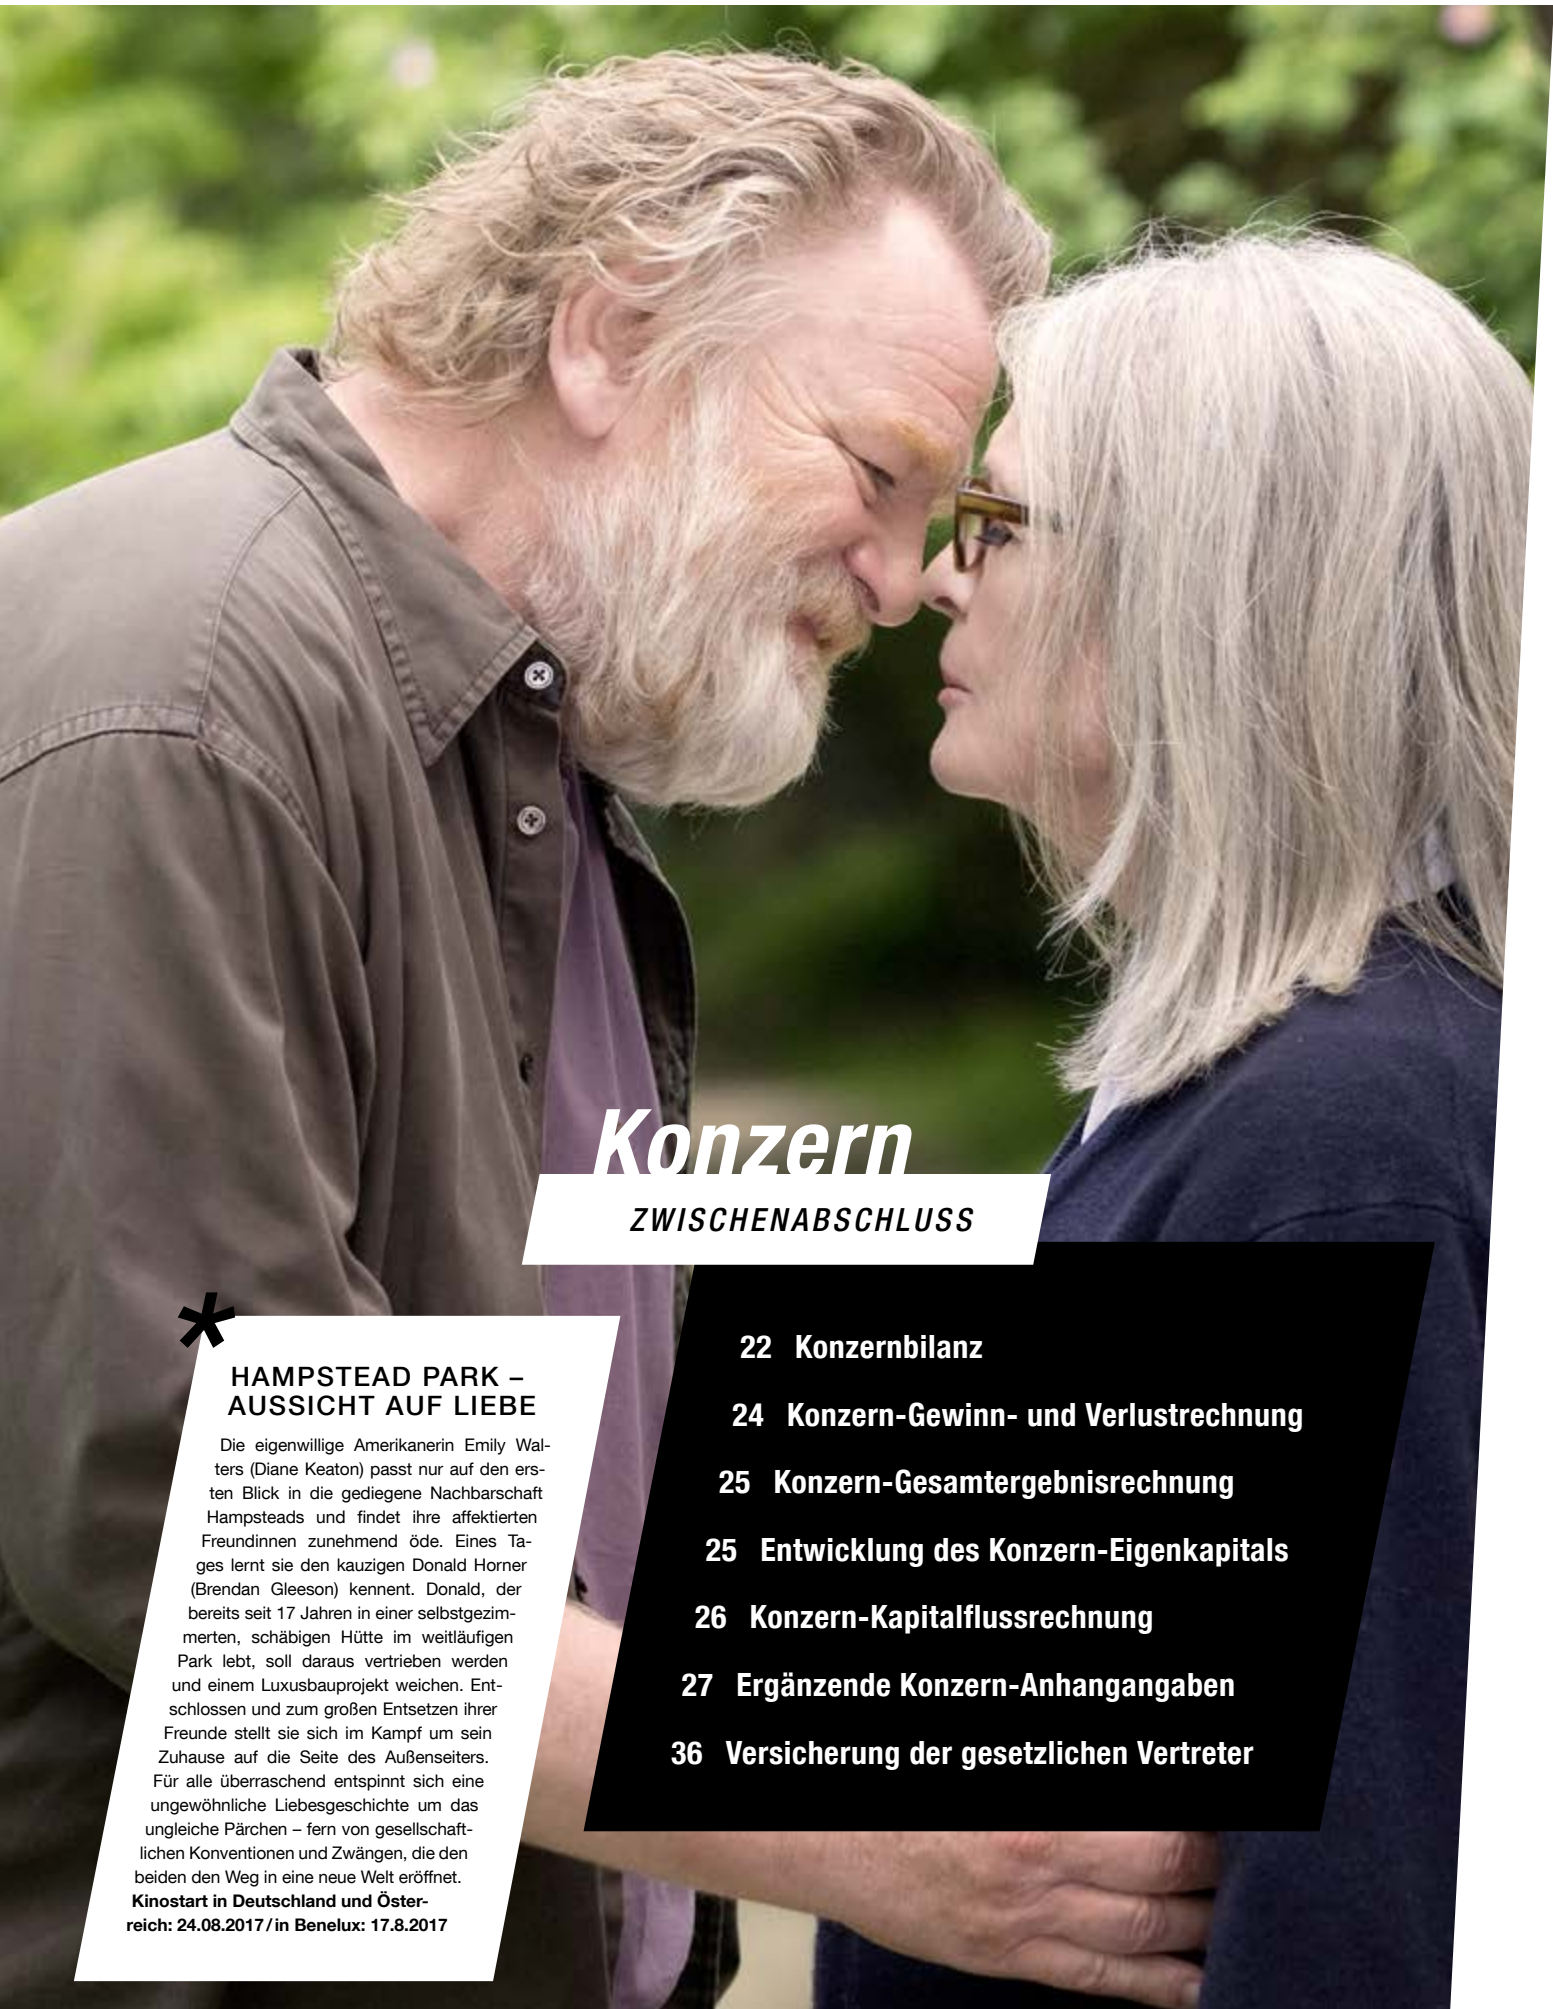 Konzern
ZWISCHENABSCHLUSS
22 Konzernbilanz
24 Konzern-Gewinn- und Verlustrechnung
25 Konzern-Gesamtergebnisrechnung
25 Entwicklung des Konzern-Eigenkapitals
26 Konzern-Kapitalflussrechnung
27 Ergänzende Konzern-Anhangangaben
36 Versicherung der gesetzlichen Vertreter
*
HAMPSTEAD PARK –
AUSSICHT AUF LIEBE
Die eigenwillige Amerikanerin Emily Wal-
ters (Diane Keaton) passt nur auf den ers-
ten Blick in die gediegene Nachbarschaft
Hampsteads und findet ihre affektierten
Freundinnen zunehmend öde. Eines Ta-
ges lernt sie den kauzigen Donald Horner
(Brendan Gleeson) kennent. Donald, der
bereits seit 17 Jahren in einer selbstgezim-
merten, schäbigen Hütte im weitläufigen
Park lebt, soll daraus vertrieben werden
und einem Luxusbauprojekt weichen. Ent-
schlossen und zum großen Entsetzen ihrer
Freunde stellt sie sich im Kampf um sein
Zuhause auf die Seite des Außenseiters.
Für alle überraschend entspinnt sich eine
ungewöhnliche Liebesgeschichte um das
ungleiche Pärchen – fern von gesellschaft-
lichen Konventionen und Zwängen, die den
beiden den Weg in eine neue Welt eröffnet.
Kinostart in Deutschland und Öster-
reich: 24.08.2017/in Benelux: 17.8.2017